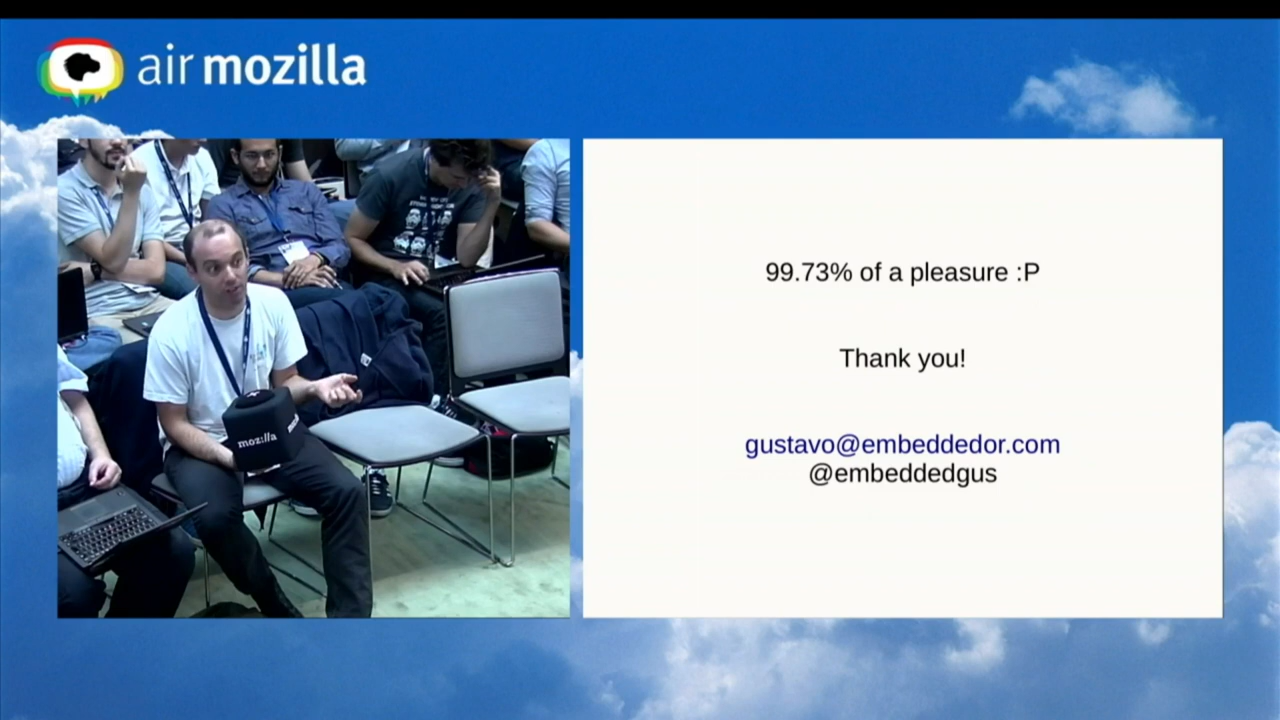 air mozilla
99.73% of a pleasure :P
Thank you!
gustavo@embeddedor.com
@embeddedgus
mozilla